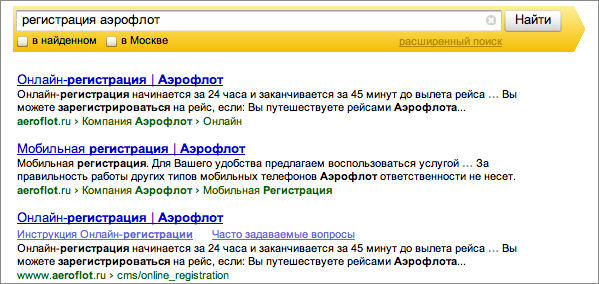 регистрация аэрофлот
Найти
в найденном
в Москве
расширенный поиск
Онлайн-регистрация | Аэрофлот
Онлайн-регистрация начинается за 24 часа и заканчивается за 45 минут до вылета рейса ... Вы
можете зарегистрироваться на рейс, если: Вы путешествуете рейсами Аэрофлота...
aeroflot.ru › Компания Аэрофлот › Онлайн
Мобильная регистрация | Аэрофлот
Мобильная регистрация. Для Вашего удобства предлагаем воспользоваться услугой ... За
правильность работы других типов мобильных телефонов Аэрофлот ответственности не несет.
aeroflot.ru › Компания Аэрофлот › Мобильная Регистрация
Онлайн-регистрация | Аэрофлот
Инструкция Онлайн-регистрации Часто задаваемые вопросы
Онлайн-регистрация начинается за 24 часа и заканчивается за 45 минут до вылета рейса ... Вы
можете зарегистрироваться на рейс, если: Вы путешествуете рейсами Аэрофлота...
wwww.aeroflot.ru › cms/online_registration